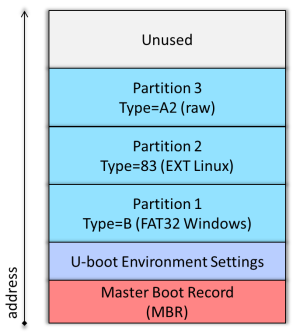 Unused
Partition 3
Type=A2 (raw)
Partition 2
Type=83 (EXT Linux)
Partition 1
Type=B (FAT32 Windows)
U-boot Environment Settings
Master Boot Record
(MBR)
address